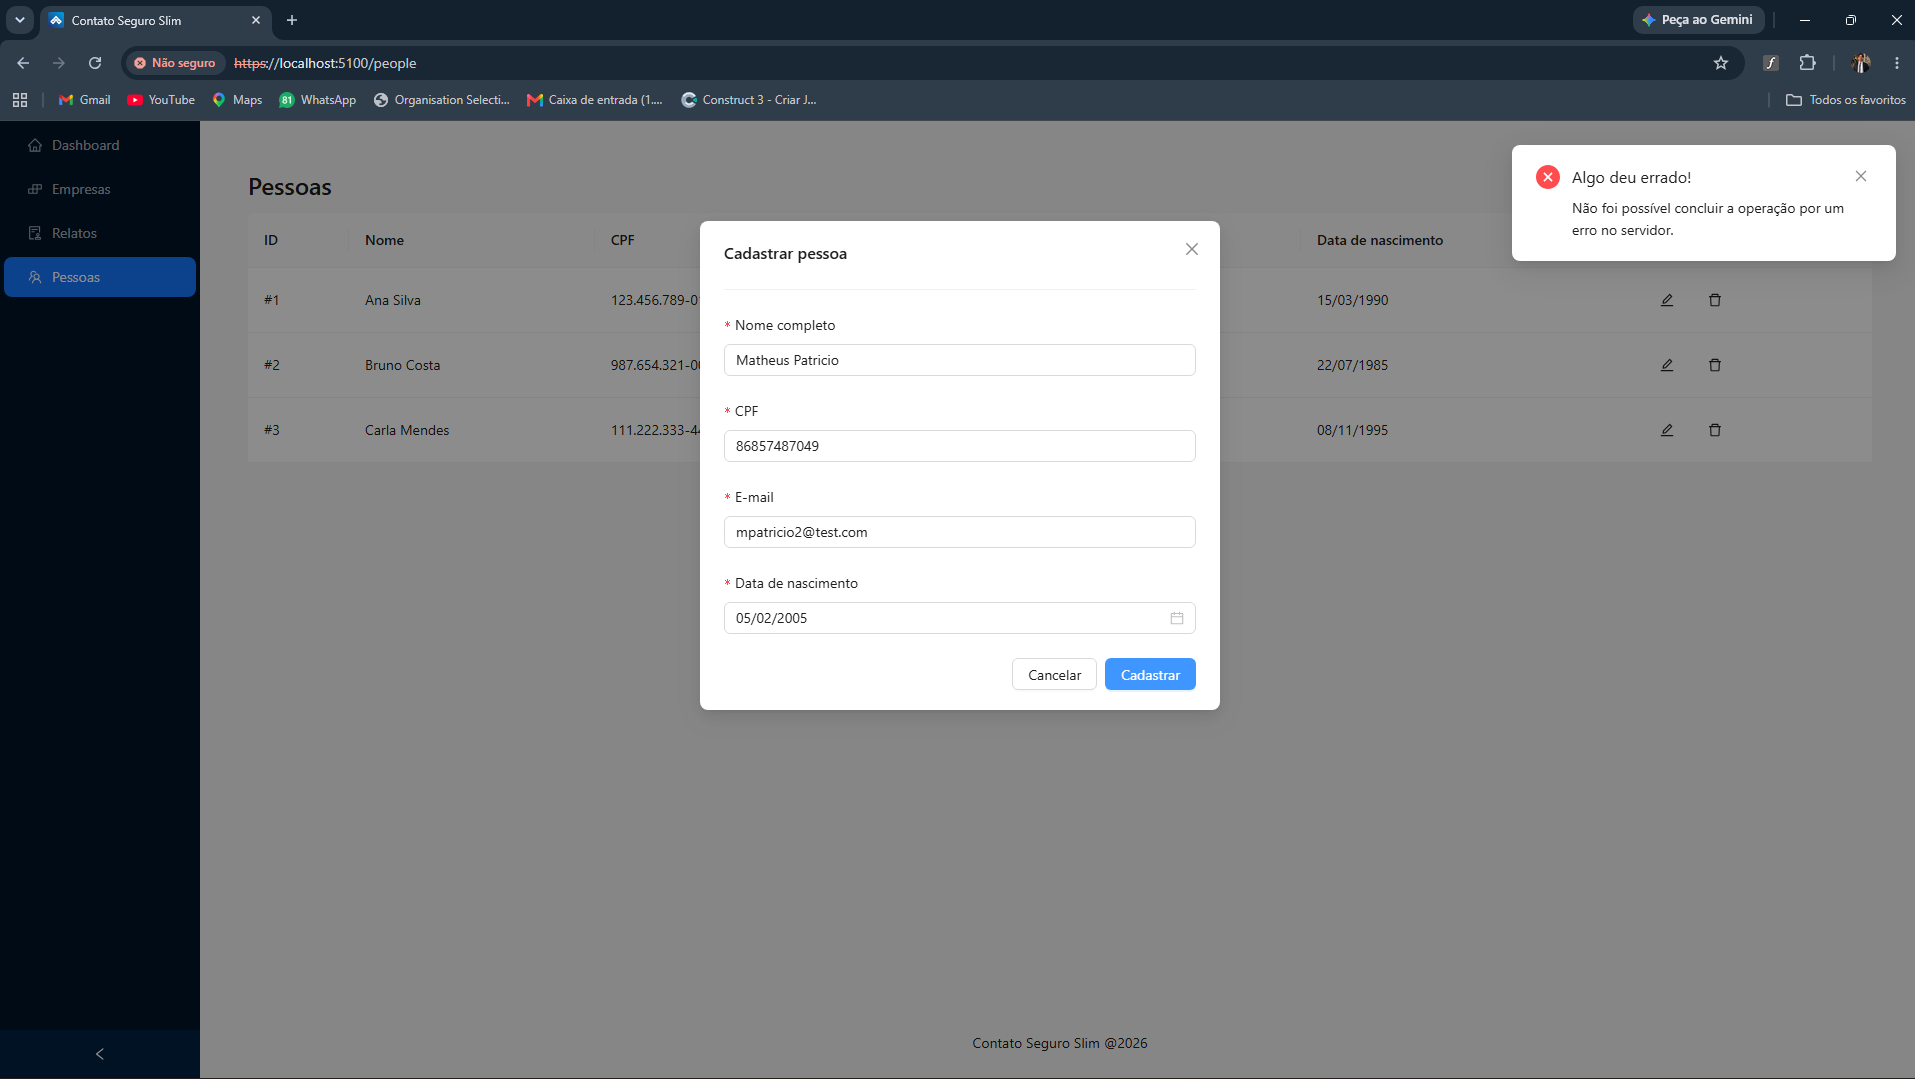 Contato Seguro Slim
Peça ao Gemini
Não seguro
https://localhost:5100/people
Gmail
YouTube
Maps
81
WhatsApp
Organisation Selecti...
Caixa de entrada (1....
Construct 3 - Criar J...
Todos os favoritos
Dashboard
Empresas
Relatos
Pessoas
Pessoas
ID
Nome
CPF
Data de nascimento
#1
Ana Silva
123.456.789-0
15/03/1990
#2
Bruno Costa
987.654.321-0
22/07/1985
#3
Carla Mendes
111.222.333-4
08/11/1995
Algo deu errado!
Não foi possível concluir a operação por um
erro no servidor.
Cadastrar pessoa
* Nome completo
Matheus Patricio
* CPF
86857487049
* E-mail
mpatricio2@test.com
* Data de nascimento
05/02/2005
Cancelar
Cadastrar
Contato Seguro Slim @2026